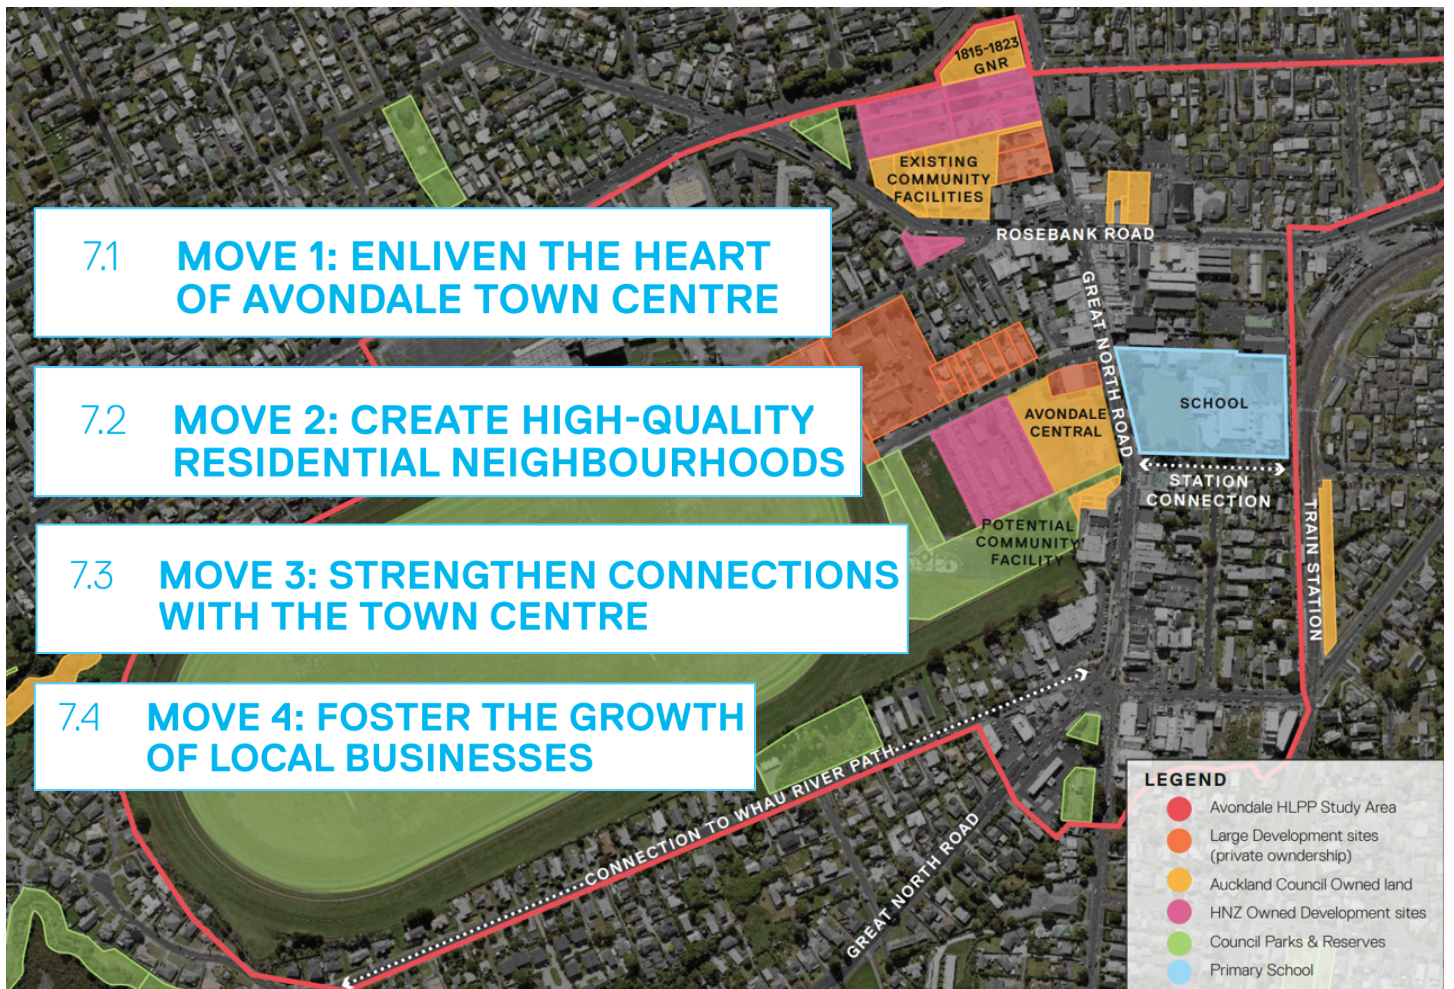 1815-1823
GNR
EXISTING
COMMUNITY
FACILITIES
ROSEBANK ROAD
7.1 MOVE 1: ENLIVEN THE HEART
OF AVONDALE TOWN CENTRE
GREAT NORTH ROAD
7.2 MOVE 2: CREATE HIGH-QUALITY
RESIDENTIAL NEIGHBOURHOODS
AVONDALE
CENTRAL
SCHOOL
STATION
CONNECTION
TRAIN STATION
POTENTIAL
COMMUNITY
FACILITY
7.3 MOVE 3: STRENGTHEN CONNECTIONS
WITH THE TOWN CENTRE
7.4 MOVE 4: FOSTER THE GROWTH
OF LOCAL BUSINESSES
CONNECTION TO WHAU RIVER PATH
GREAT NORTH ROAD
LEGEND
Avondale HLPP Study Area
Large Development sites
(private owndership)
Auckland Council Owned land
HNZ Owned Development sites
Council Parks & Reserves
Primary School